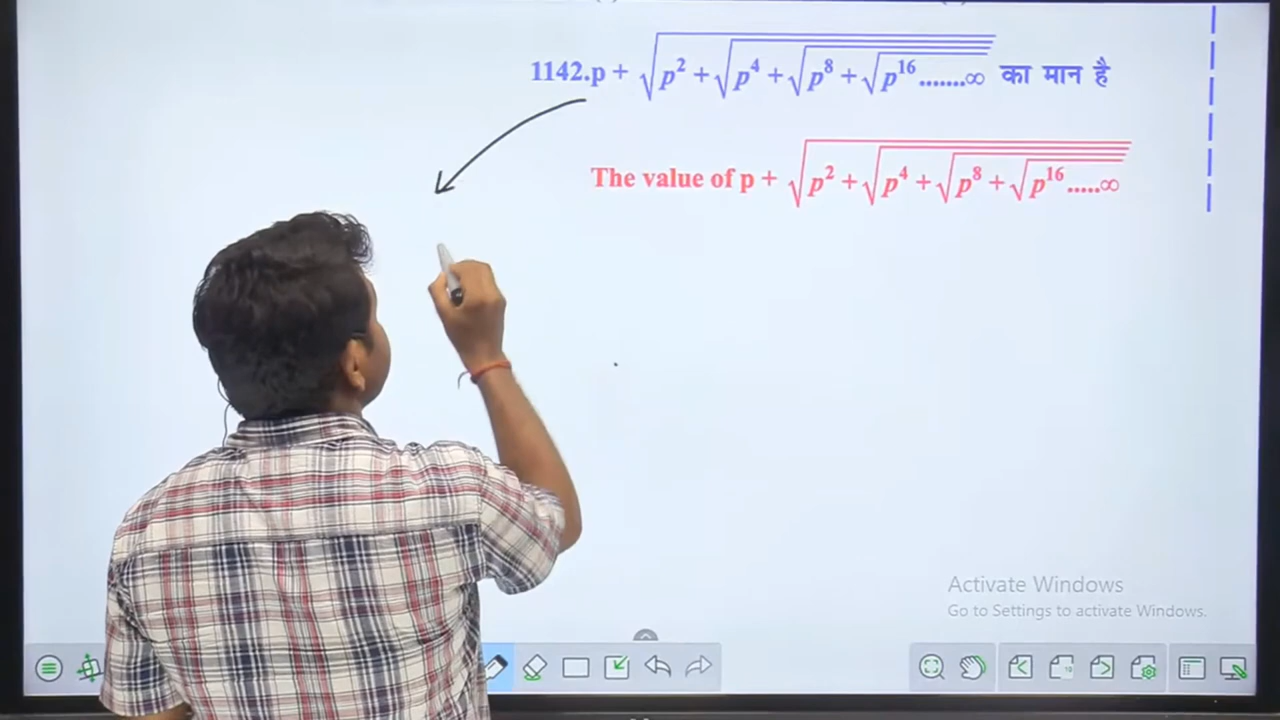 1142.p + √p² + √p⁴ + √p⁸ + √p¹⁶.......∞ का मान है
The value of p + √p² + √p⁴ + √p⁸ + √p¹⁶.....∞
Activate Windows
Go to Settings to activate Windows.